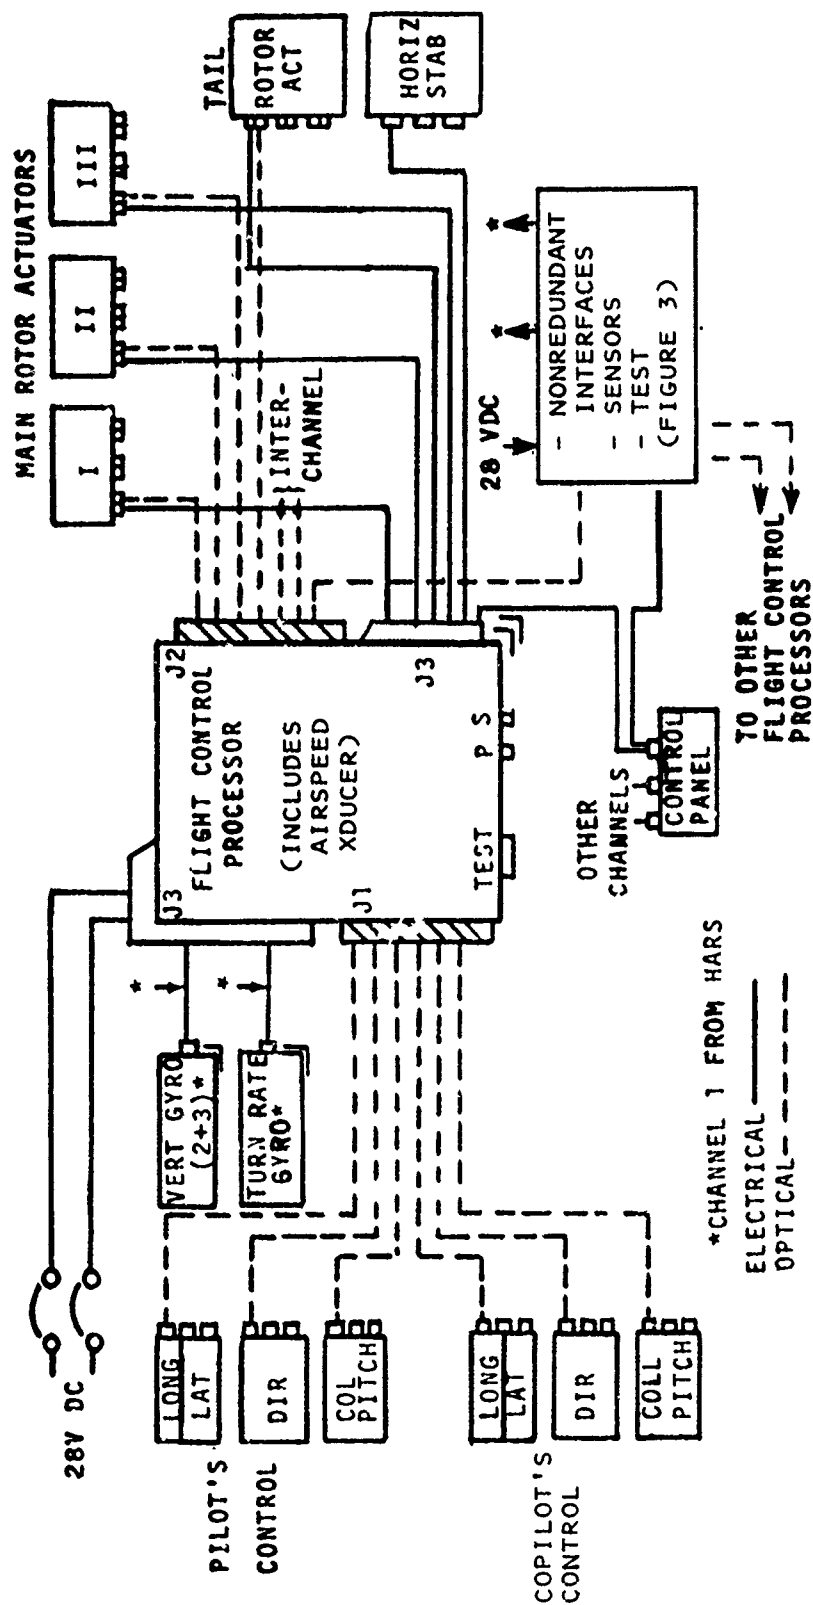 MAIN ROTOR ACTUATORS
I
II
III
TAIL
ROTOR
ACT
HORIZ
STAB
INTER-
CHANNEL
28 VDC
*
*
- NONREDUNDANT
INTERFACES
- SENSORS
- TEST
(FIGURE 3)
TO OTHER
FLIGHT CONTROL
PROCESSORS
J2
J3
J3
J1
FLIGHT CONTROL
PROCESSOR
(INCLUDES
AIRSPEED
XDUCER)
TEST
P S
OTHER
CHANNELS
CONTROL
PANEL
28V DC
*
*
VERT GYRO
(2+3)*
TURN RATE
GYRO*
PILOT'S
CONTROL
LONG
LAT
DIR
COL
PITCH
COPILOT'S
CONTROL
LONG
LAT
DIR
COLL
PITCH
*CHANNEL 1 FROM HARS
ELECTRICAL
OPTICAL